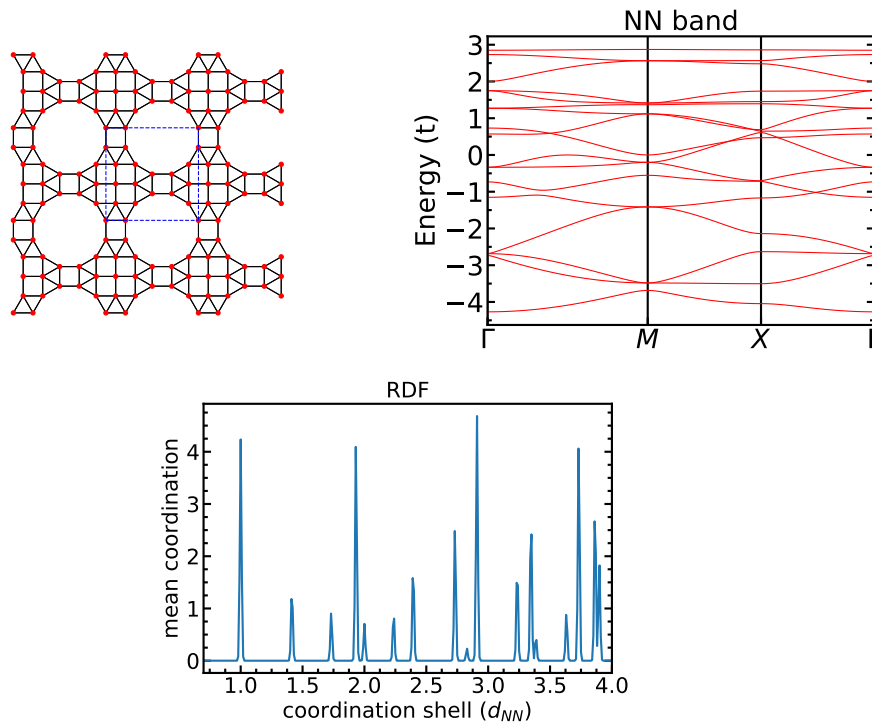 NN band
Energy (t)
3
2
1
0
−1
−2
−3
−4
Γ M X Γ
RDF
mean coordination
4
3
2
1
0
1.0 1.5 2.0 2.5 3.0 3.5 4.0
coordination shell (d_NN)